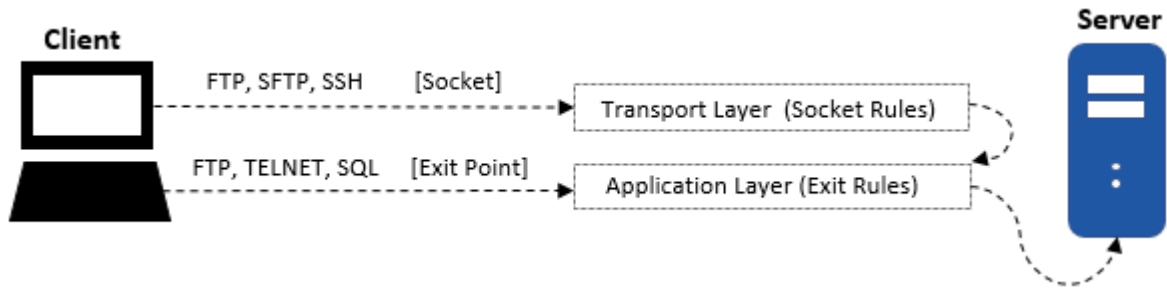 Client
Server
FTP, SFTP, SSH [Socket]
Transport Layer (Socket Rules)
FTP, TELNET, SQL [Exit Point]
Application Layer (Exit Rules)